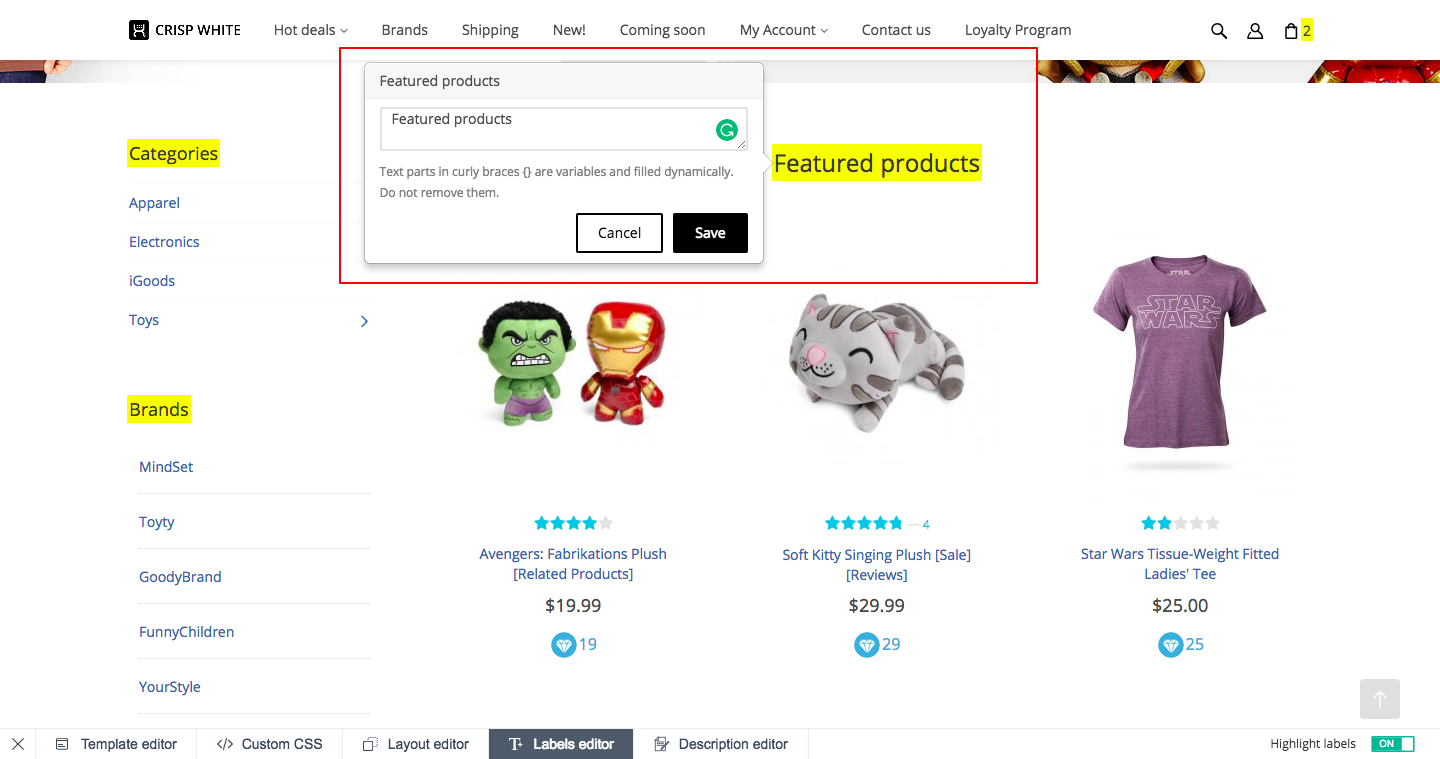 CRISP WHITE
Hot deals
Brands
Shipping
New!
Coming soon
My Account
Contact us
Loyalty Program
2
Featured products
Featured products
Text parts in curly braces {} are variables and filled dynamically.
Do not remove them.
Cancel
Save
Featured products
Categories
Apparel
Electronics
iGoods
Toys
Brands
MindSet
Toyty
GoodyBrand
FunnyChildren
YourStyle
Avengers: Fabrikations Plush
[Related Products]
$19.99
19
— 4
Soft Kitty Singing Plush [Sale]
[Reviews]
$29.99
29
STAR
WARS
Star Wars Tissue-Weight Fitted
Ladies' Tee
$25.00
25
Template editor
</> Custom CSS
Layout editor
Labels editor
Description editor
Highlight labels
ON